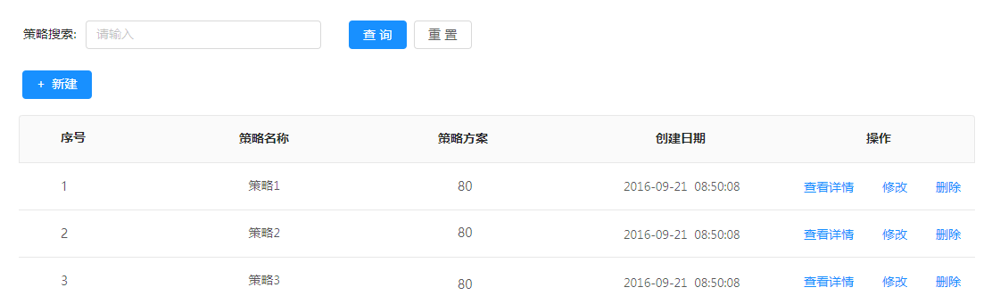 策略搜索: 请输入 查 询 重 置
+ 新建
序号 策略名称 策略方案 创建日期 操作
1 策略1 80 2016-09-21 08:50:08 查看详情 修改 删除
2 策略2 80 2016-09-21 08:50:08 查看详情 修改 删除
3 策略3 80 2016-09-21 08:50:08 查看详情 修改 删除